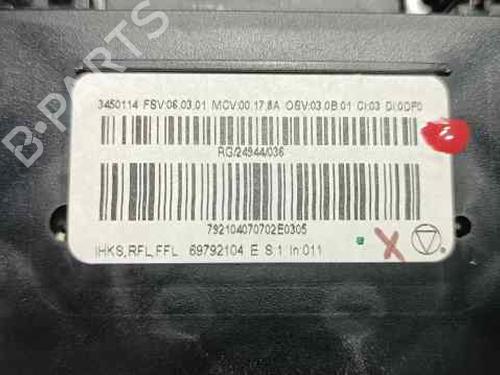 3450114 FSV:06.03.01 MCV:00.17.8A OSV:03.0B.01 CI:03 DI:0DF0
RG/24944/036
792104070702E0305
IHKS,RFL,FFL 69792104 E S:1 In:011
X
B-PARTS